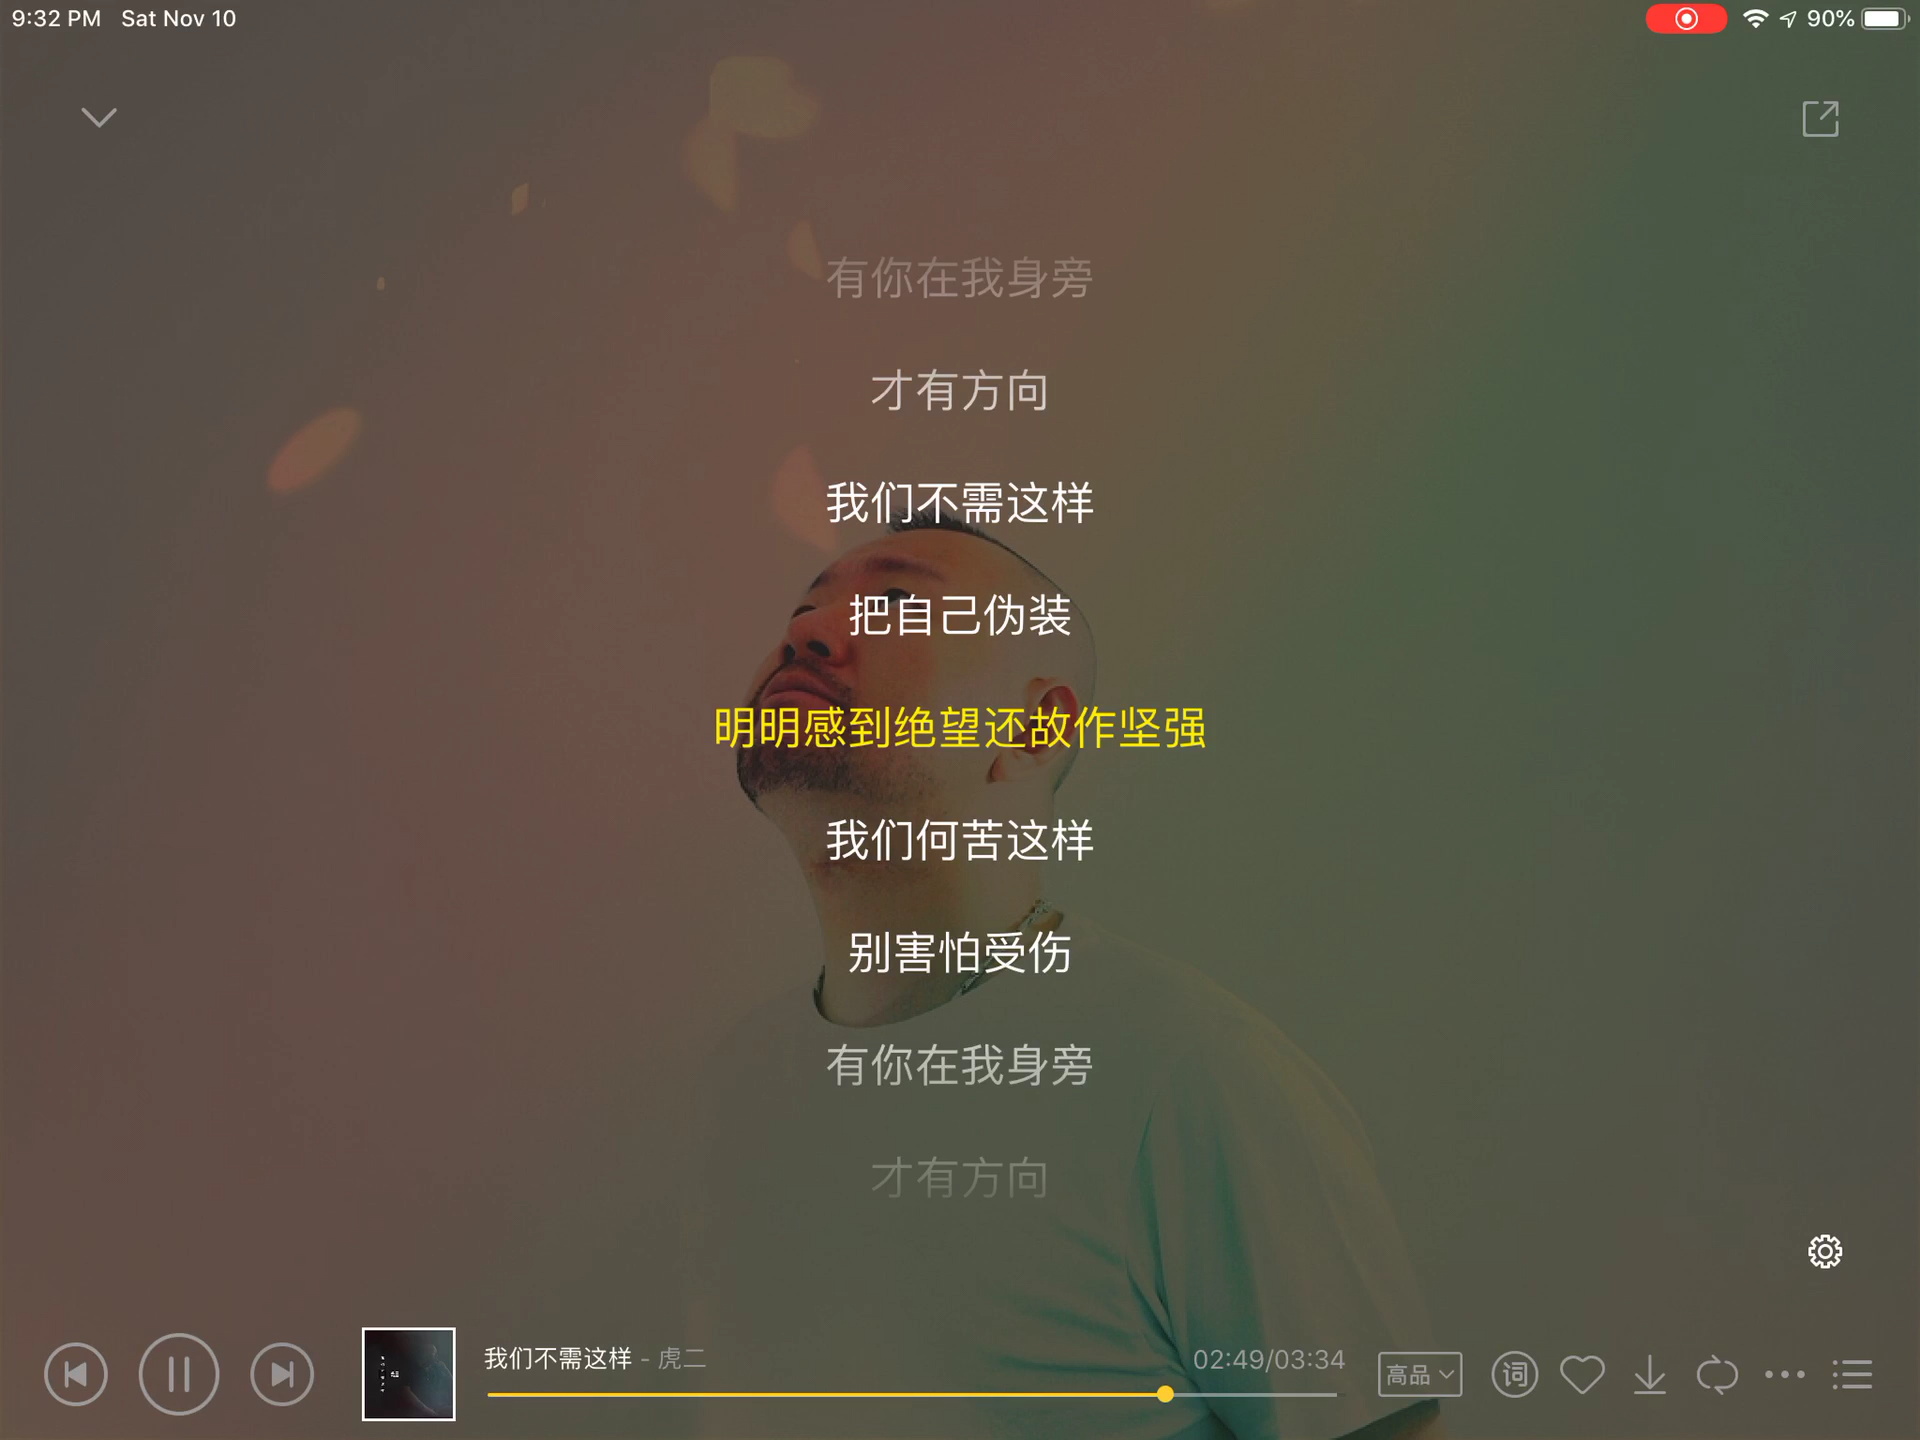 9:32 PM Sat Nov 10 90%
有你在我身旁
才有方向
我们不需这样
把自己伪装
明明感到绝望还故作坚强
我们何苦这样
别害怕受伤
有你在我身旁
才有方向
我们不需这样 - 虎二 02:49/03:34 高品 词